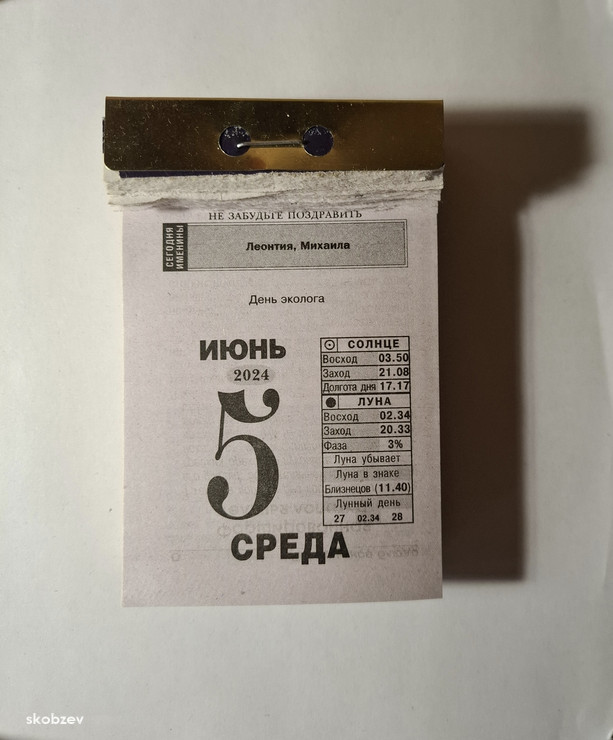 НЕ ЗАБУДЬТЕ ПОЗДРАВИТЬ
СЕГОДНЯ
ИМЕНИНЫ
Леонтия, Михаила
День эколога
ИЮНЬ
2024
5
СРЕДА
СОЛНЦЕ
Восход 03.50
Заход 21.08
Долгота дня 17.17
ЛУНА
Восход 02.34
Заход 20.33
Фаза 3%
Луна убывает
Луна в знаке
Близнецов (11.40)
Лунный день
27 02.34 28
skobzev